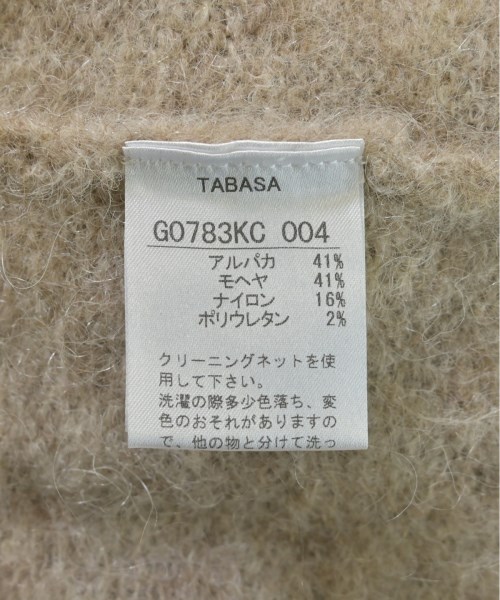 TABASA
G0783KC 004
アルパカ 41%
モヘヤ 41%
ナイロン 16%
ポリウレタン 2%
クリーニングネットを使
用して下さい。
洗濯の際多少色落ち、変
色のおそれがありますの
で、他の物と分けて洗っ